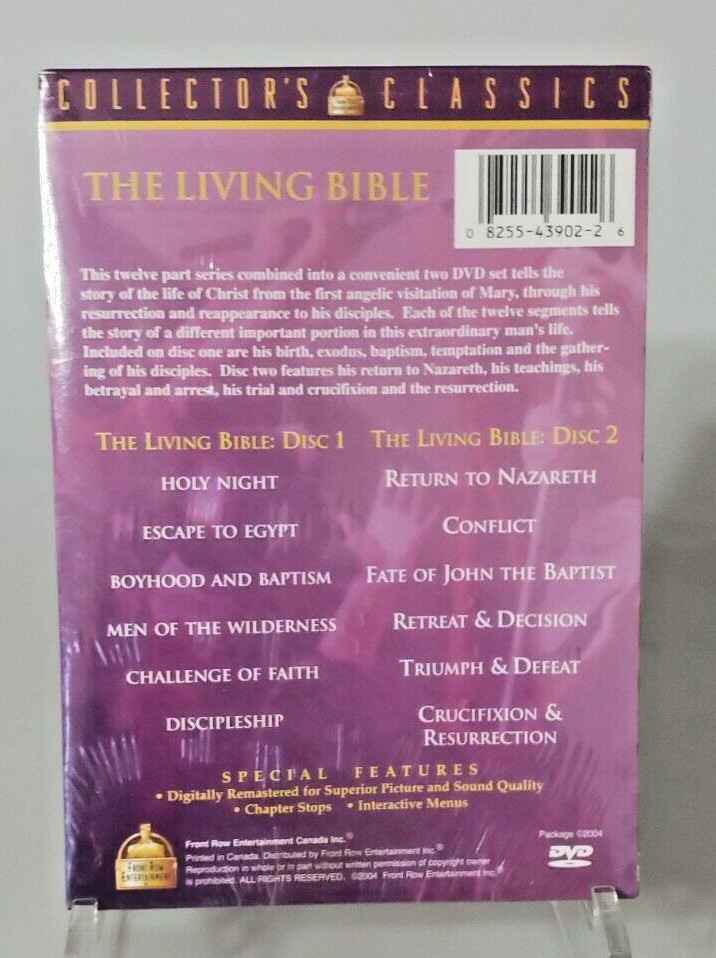 COLLECTOR'S CLASSICS
THE LIVING BIBLE
0 8255-43902-2 6
This twelve part series combined into a convenient two DVD set tells the
story of the life of Christ from the first angelic visitation of Mary, through his
resurrection and reappearance to his disciples. Each of the twelve segments tells
the story of a different important portion in this extraordinary man's life.
Included on disc one are his birth, exodus, baptism, temptation and the gather-
ing of his disciples. Disc two features his return to Nazareth, his teachings, his
betrayal and arrest, his trial and crucifixion and the resurrection.
THE LIVING BIBLE: DISC 1
HOLY NIGHT
ESCAPE TO EGYPT
BOYHOOD AND BAPTISM
MEN OF THE WILDERNESS
CHALLENGE OF FAITH
DISCIPLESHIP
THE LIVING BIBLE: DISC 2
RETURN TO NAZARETH
CONFLICT
FATE OF JOHN THE BAPTIST
RETREAT & DECISION
TRIUMPH & DEFEAT
CRUCIFIXION &
RESURRECTION
SPECIAL FEATURES
• Digitally Remastered for Superior Picture and Sound Quality
• Chapter Stops • Interactive Menus
FRONT ROW
ENTERTAINMENT
Front Row Entertainment Canada Inc.®
Printed in Canada. Distributed by Front Row Entertainment Inc.®
Reproduction in whole or in part without written permission of copyright owner
is prohibited. ALL RIGHTS RESERVED. ©2004 Front Row Entertainment Inc.®
Package ©2004
DVD